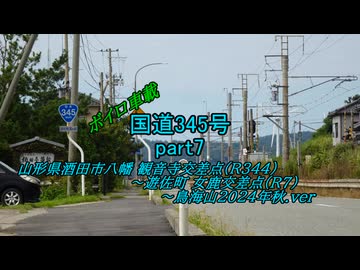 ボイロ車載
国道345号
part7
山形県酒田市八幡 観音寺交差点(R344)
～遊佐町 女鹿交差点(R7)
～鳥海山2024年秋.ver
345